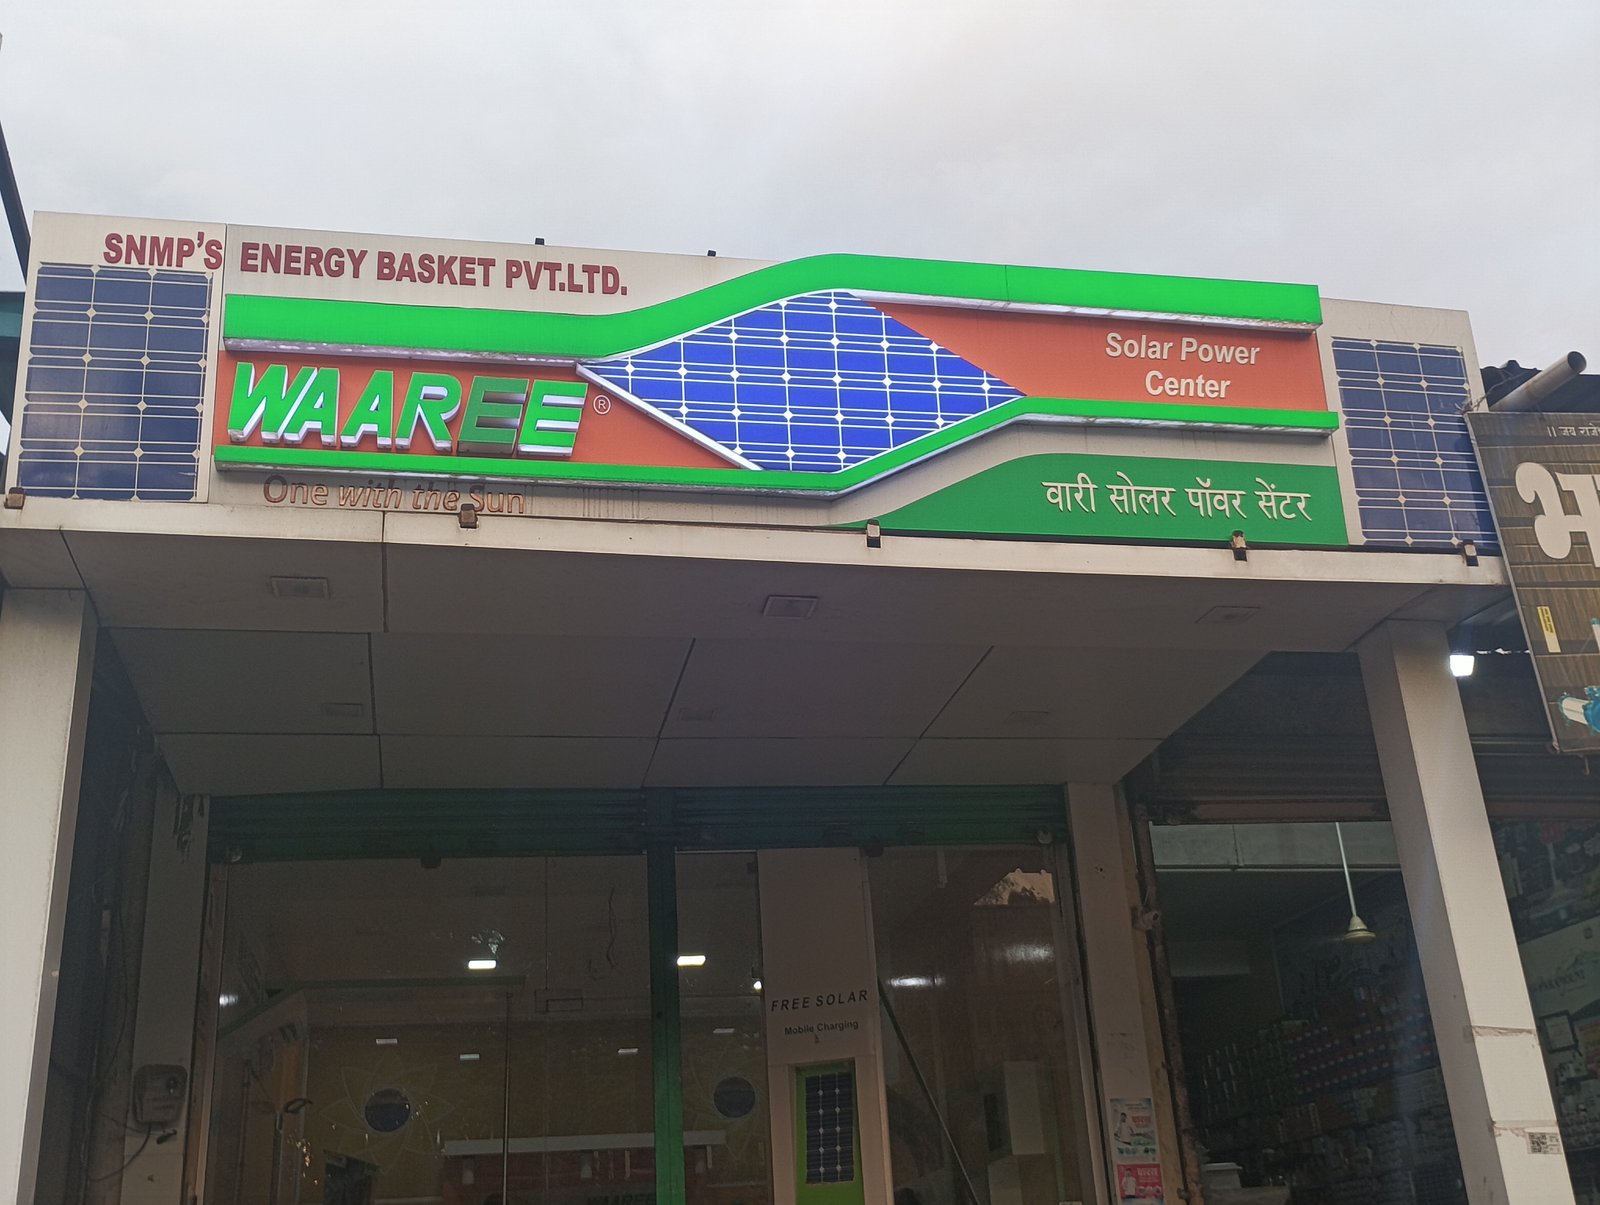 SNMP'S ENERGY BASKET PVT.LTD.
WAAREE ®
One with the Sun
Solar Power
Center
वारी सोलर पॉवर सेंटर
FREE SOLAR
Mobile Charging
WAAREE